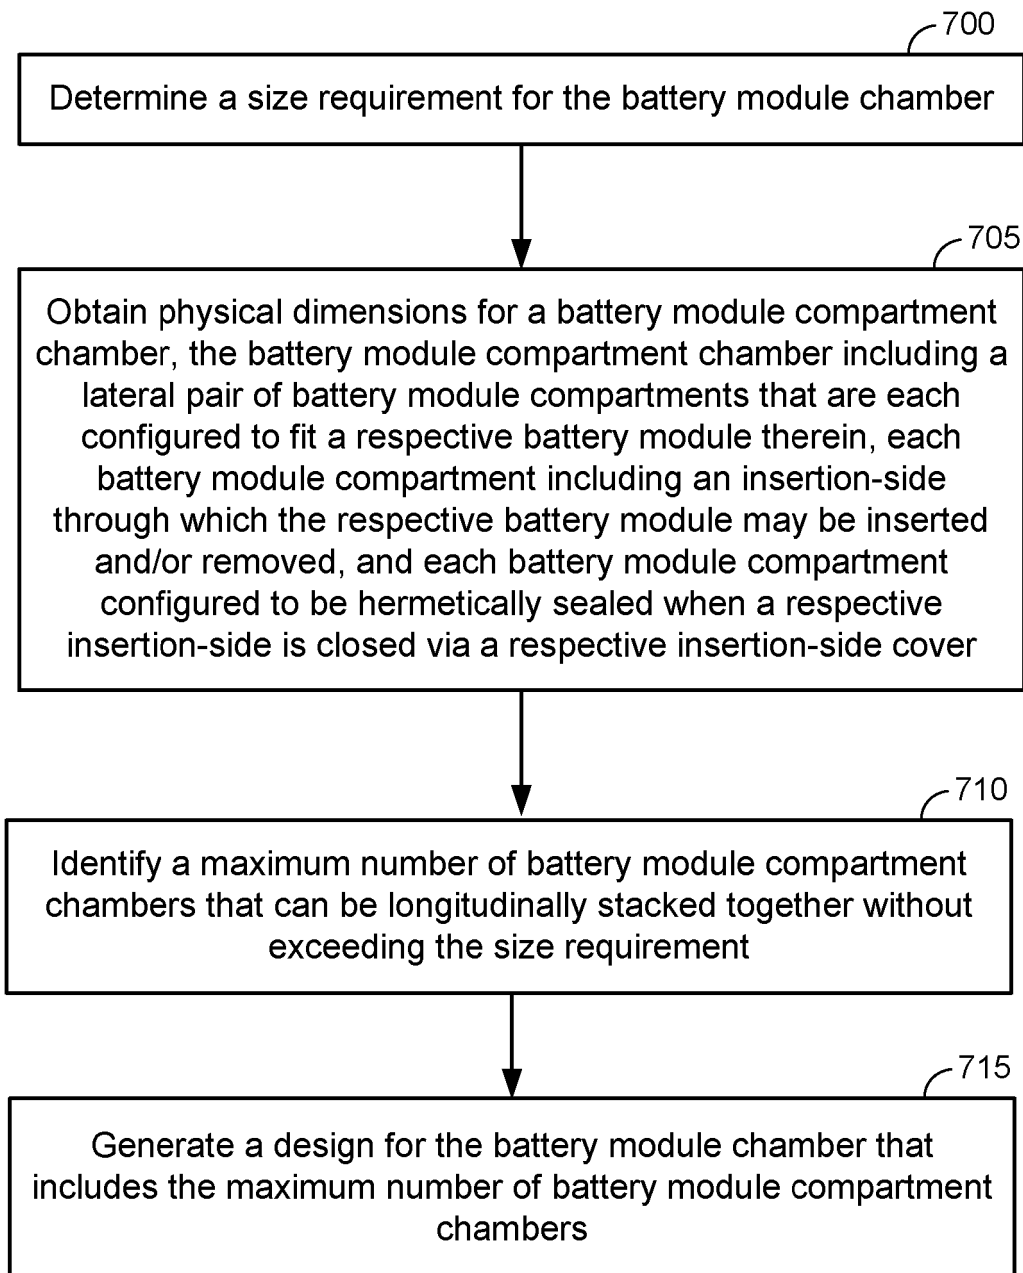 700
Determine a size requirement for the battery module chamber
705
Obtain physical dimensions for a battery module compartment
chamber, the battery module compartment chamber including a
lateral pair of battery module compartments that are each
configured to fit a respective battery module therein, each
battery module compartment including an insertion-side
through which the respective battery module may be inserted
and/or removed, and each battery module compartment
configured to be hermetically sealed when a respective
insertion-side is closed via a respective insertion-side cover
710
Identify a maximum number of battery module compartment
chambers that can be longitudinally stacked together without
exceeding the size requirement
715
Generate a design for the battery module chamber that
includes the maximum number of battery module compartment
chambers